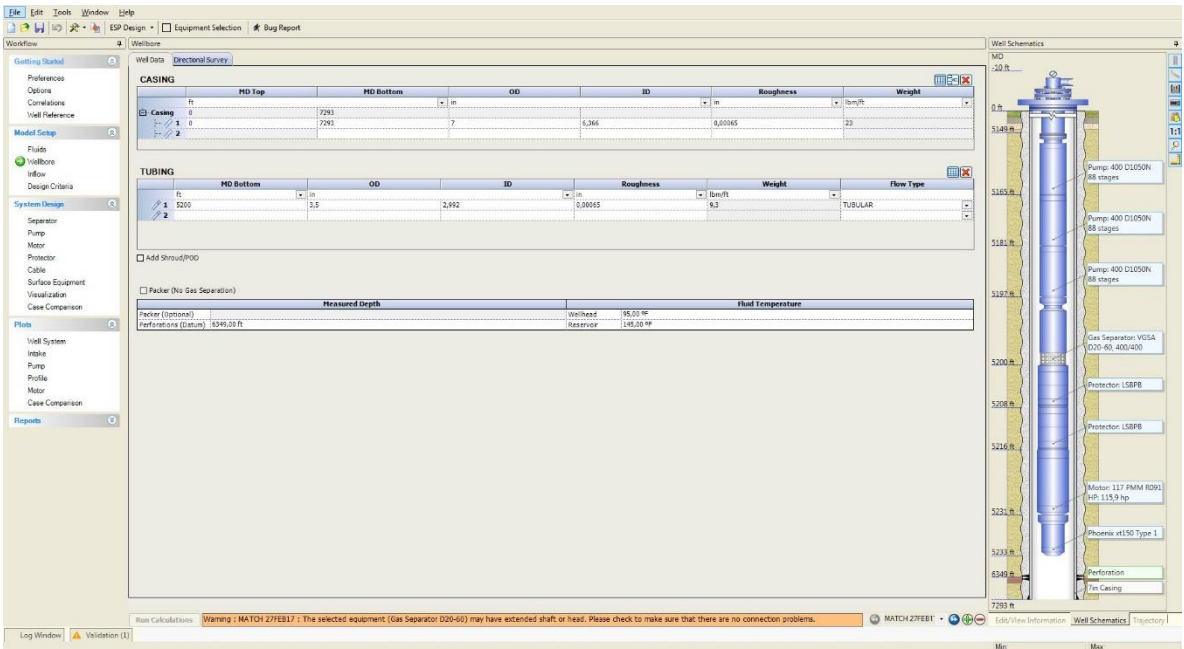 File Edit Tools Window Help
ESP Design Equipment Selection Bug Report
Workflow
Getting Started
Preferences
Options
Correlations
Well Reference
Model Setup
Fluids
Wellbore
Inflow
Design Criteria
System Design
Separator
Pump
Motor
Protector
Cable
Surface Equipment
Visualization
Case Comparison
Plots
Well System
Intake
Pump
Profile
Motor
Case Comparison
Reports
Wellbore
Well Data Directional Survey
CASING
MD Top MD Bottom OD ID Roughness Weight
ft in in lbm/ft
Casing 0 7293
1 0 7293 7 6,366 0,00065 23
2
TUBING
MD Bottom OD ID Roughness Weight Flow Type
ft in in lbm/ft
1 5200 3,5 2,992 0,00065 9,3 TUBULAR
2
Add Shroud/POD
Packer (No Gas Separation)
Measured Depth Fluid Temperature
Packer (Optional) Wellhead 95,00 ºF
Perforations (Datum) 6349,00 ft Reservoir 145,00 ºF
Run Calculations Warning : MATCH 27FEB17 : The selected equipment (Gas Separator D20-60) may have extended shaft or head. Please check to make sure that there are no connection problems.
MATCH 27FEB1
Well Schematics
MD
-10 ft
0 ft
5149 ft
Pump: 400 D1050N
88 stages
5165 ft
Pump: 400 D1050N
88 stages
5181 ft
Pump: 400 D1050N
88 stages
5197 ft
Gas Separator: VGSA
D20-60, 400/400
5200 ft
Protector: LSBPB
5208 ft
Protector: LSBPB
5216 ft
Motor: 117 PMM R091
HP: 115,9 hp
5231 ft
Phoenix xt150 Type 1
5233 ft
Perforation
6349 ft
7in Casing
7293 ft
1:1
Edit/View Information Well Schematics Trajectory
Log Window Validation (1)
Min: Max: